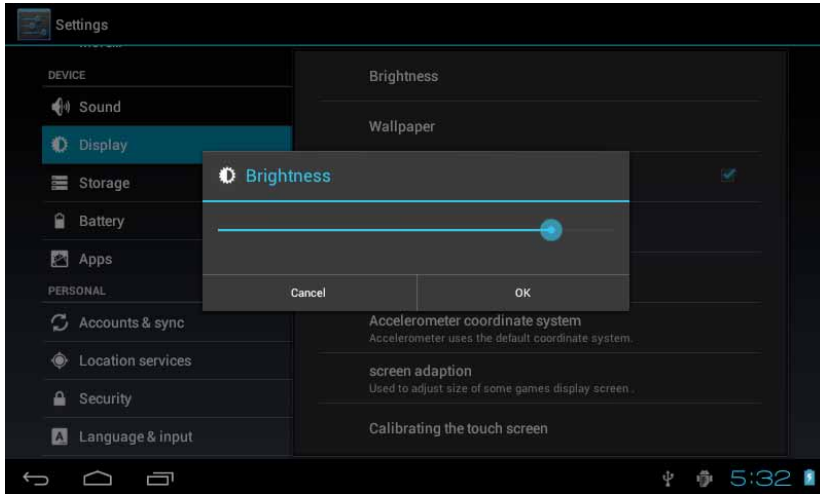 Settings
DEVICE
Sound
Display
Storage
Battery
Apps
PERSONAL
Accounts & sync
Location services
Security
Language & input
Brightness
Wallpaper
Brightness
Cancel
OK
Accelerometer coordinate system
Accelerometer uses the default coordinate system.
screen adaption
Used to adjust size of some games display screen .
Calibrating the touch screen
5:32